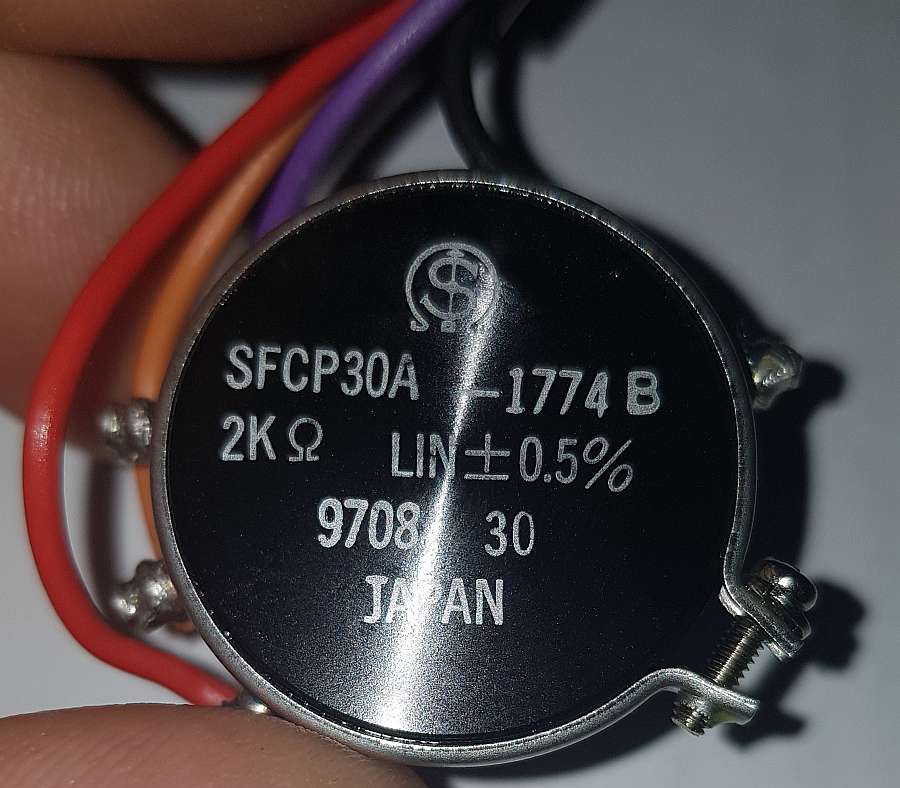 SFCP30A -1774 B
2KΩ LIN ± 0.5%
9708 30
JAPAN